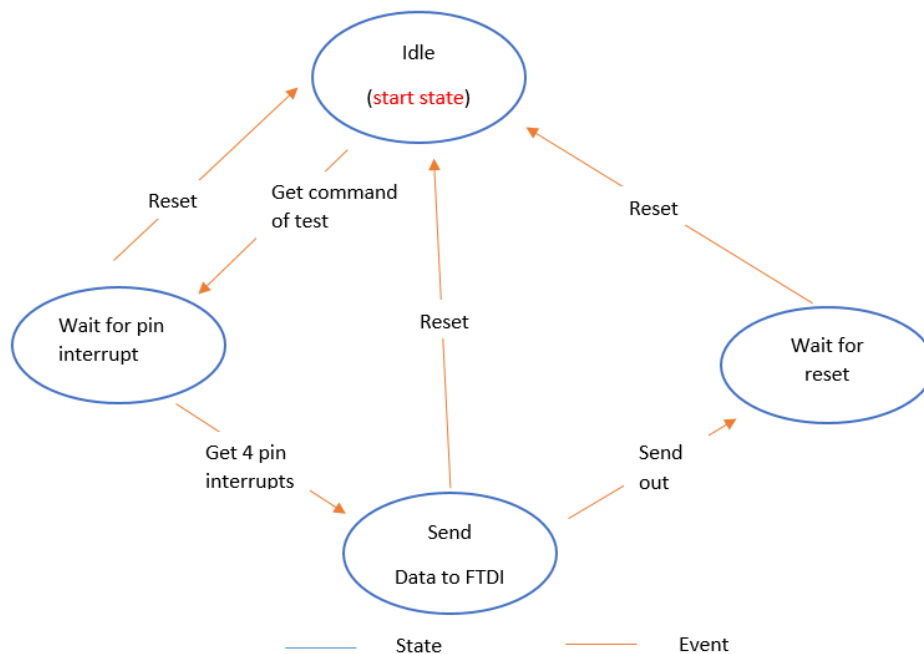 Idle
(start state)
Reset
Get command
of test
Reset
Reset
Wait for pin
interrupt
Wait for
reset
Get 4 pin
interrupts
Send
out
Send
Data to FTDI
State
Event